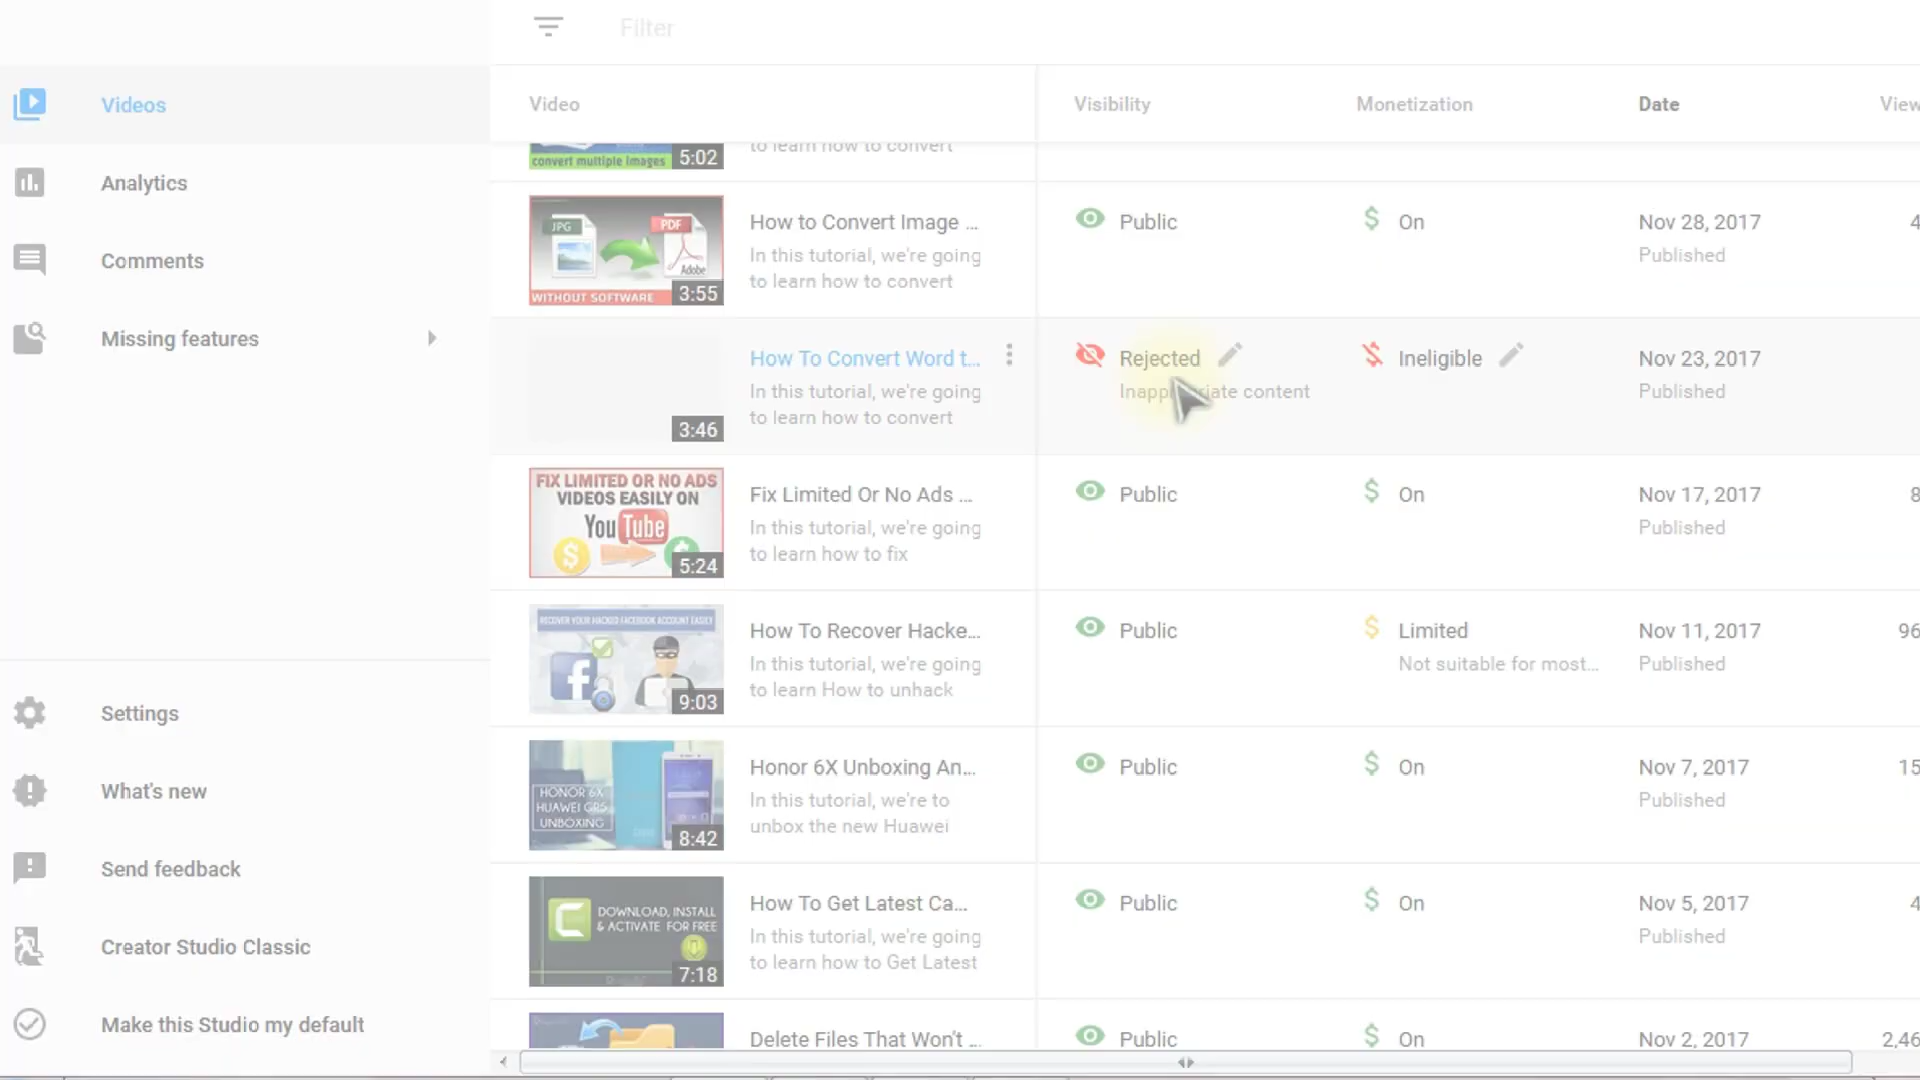 Filter
Videos
Analytics
Comments
Missing features
Settings
What's new
Send feedback
Creator Studio Classic
Make this Studio my default
Video Visibility Monetization Date View
convert multiple images 5:02
to learn how to convert
JPG PDF Adobe
WITHOUT SOFTWARE 3:55
How to Convert Image ...
In this tutorial, we're going
to learn how to convert
Public On Nov 28, 2017 4
Published
3:46
How To Convert Word t...
In this tutorial, we're going
to learn how to convert
Rejected Ineligible Nov 23, 2017
content Published
FIX LIMITED OR NO ADS
VIDEOS EASILY ON
YouTube
5:24
Fix Limited Or No Ads ...
In this tutorial, we're going
to learn how to fix
Public On Nov 17, 2017 8
Published
RECOVER YOUR HACKED FACEBOOK ACCOUNT EASILY
9:03
How To Recover Hacke...
In this tutorial, we're going
to learn How to unhack
Public Limited Nov 11, 2017 96
Not suitable for most... Published
HONOR 6X
HUAWEI GR5
UNBOXING
8:42
Honor 6X Unboxing An...
In this tutorial, we're to
unbox the new Huawei
Public On Nov 7, 2017 15
Published
DOWNLOAD, INSTALL
& ACTIVATE FOR FREE
7:18
How To Get Latest Ca...
In this tutorial, we're going
to learn how to Get Latest
Public On Nov 5, 2017 4
Published
Delete Files That Won't ...
Public On Nov 2, 2017 2,46